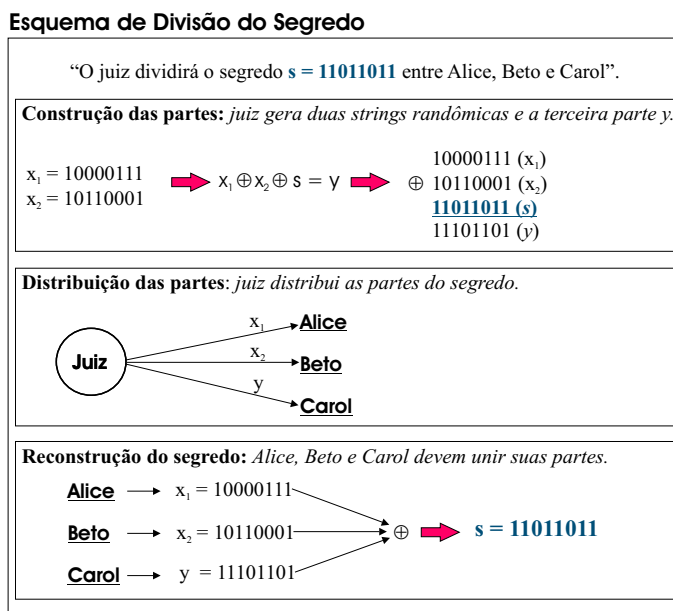 Esquema de Divisão do Segredo
“O juiz dividirá o segredo s = 11011011 entre Alice, Beto e Carol”.
Construção das partes: juiz gera duas strings randômicas e a terceira parte y.
x₁ = 10000111
x₂ = 10110001
x₁⊕x₂⊕ s = y
10000111 (x₁)
⊕ 10110001 (x₂)
11011011 (s)
11101101 (y)
Distribuição das partes: juiz distribui as partes do segredo.
Juiz
x₁ Alice
x₂ Beto
y Carol
Reconstrução do segredo: Alice, Beto e Carol devem unir suas partes.
Alice x₁ = 10000111
Beto x₂ = 10110001 ⊕ s = 11011011
Carol y = 11101101